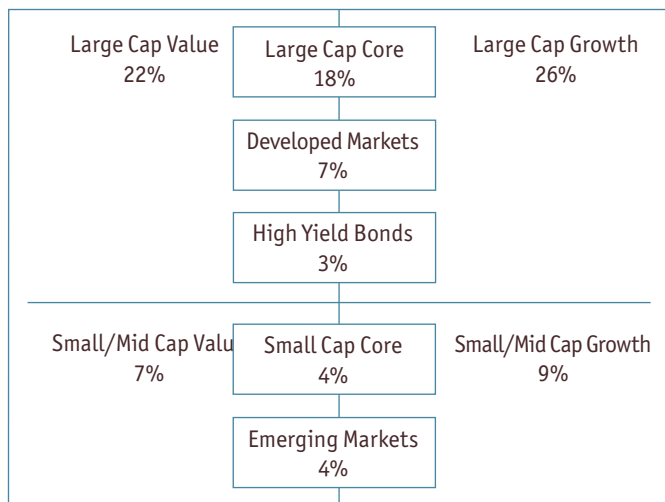 Large Cap Value
22%
Large Cap Core
18%
Large Cap Growth
26%
Developed Markets
7%
High Yield Bonds
3%
Small/Mid Cap Valu
7%
Small Cap Core
4%
Small/Mid Cap Growth
9%
Emerging Markets
4%